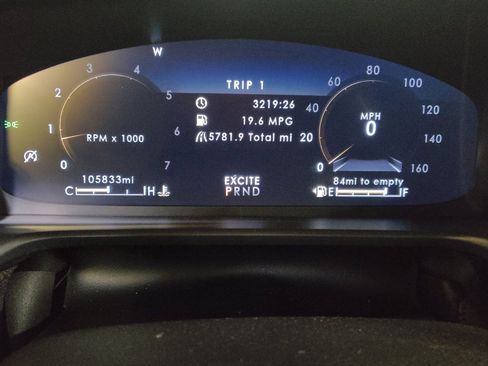 W
TRIP 1
3219:26
19.6 MPG
5781.9 Total mi
0 1 2 3 4 5 6 7
RPM x 1000
0 20 40 60 80 100 120 140 160
MPH
0
105833mi
EXCITE
84mi to empty
C H
PRND
E F